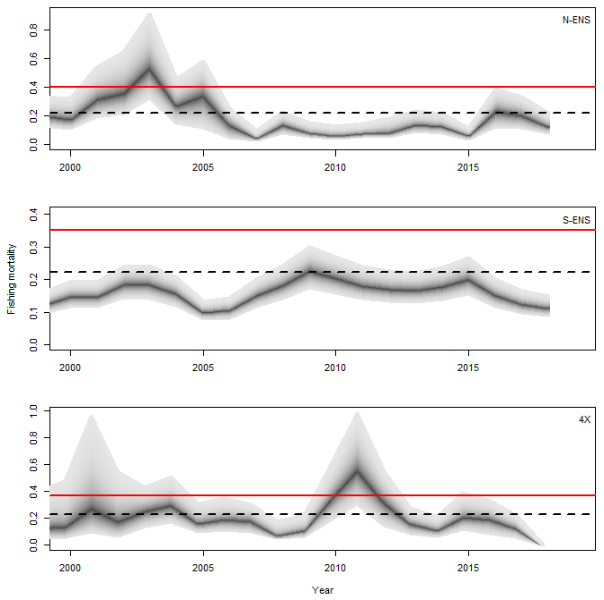 N-ENS
0.0 0.2 0.4 0.6 0.8
2000 2005 2010 2015
S-ENS
0.0 0.1 0.2 0.3 0.4
2000 2005 2010 2015
Fishing mortality
4X
0.0 0.2 0.4 0.6 0.8 1.0
2000 2005 2010 2015
Year